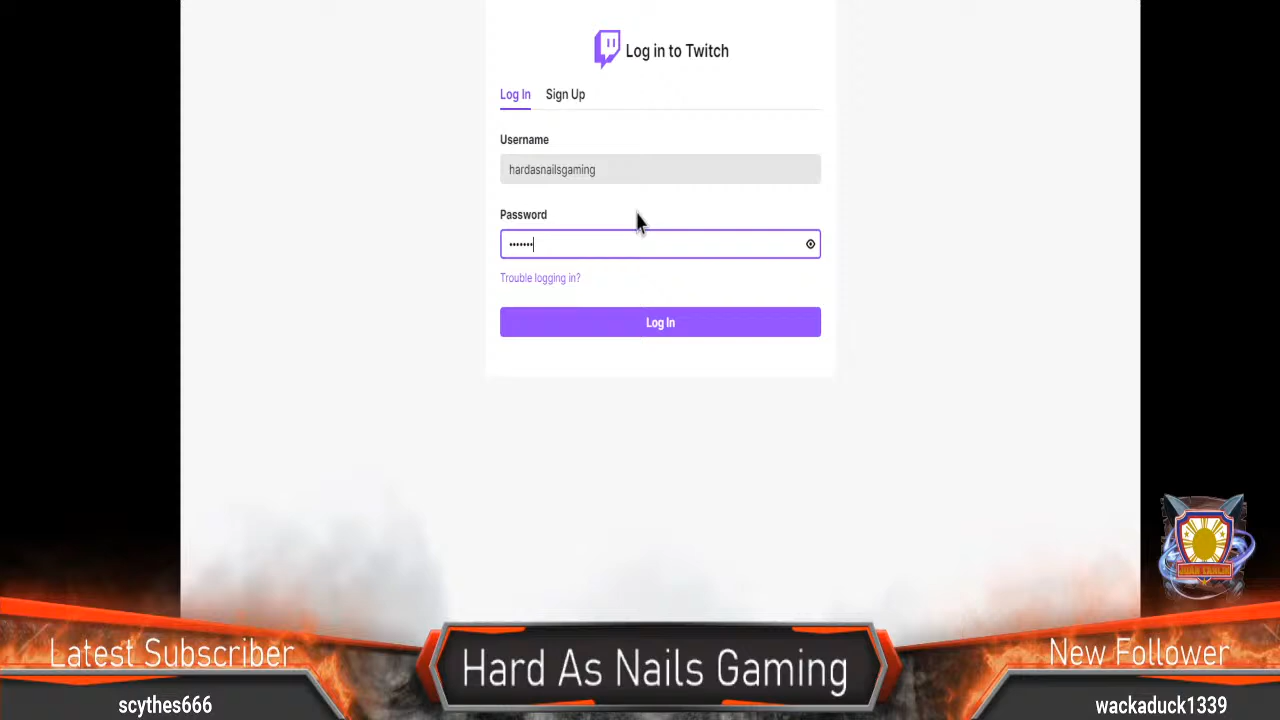 Log in to Twitch
Log In
Sign Up
Username
hardasnailsgaming
Password
•••••••
Trouble logging in?
Log In
Latest Subscriber
scythes666
Hard As Nails Gaming
New Follower
wackaduck1339